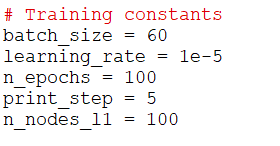 # Training constants
batch_size = 60
learning_rate = 1e-5
n_epochs = 100
print_step = 5
n_nodes_l1 = 100